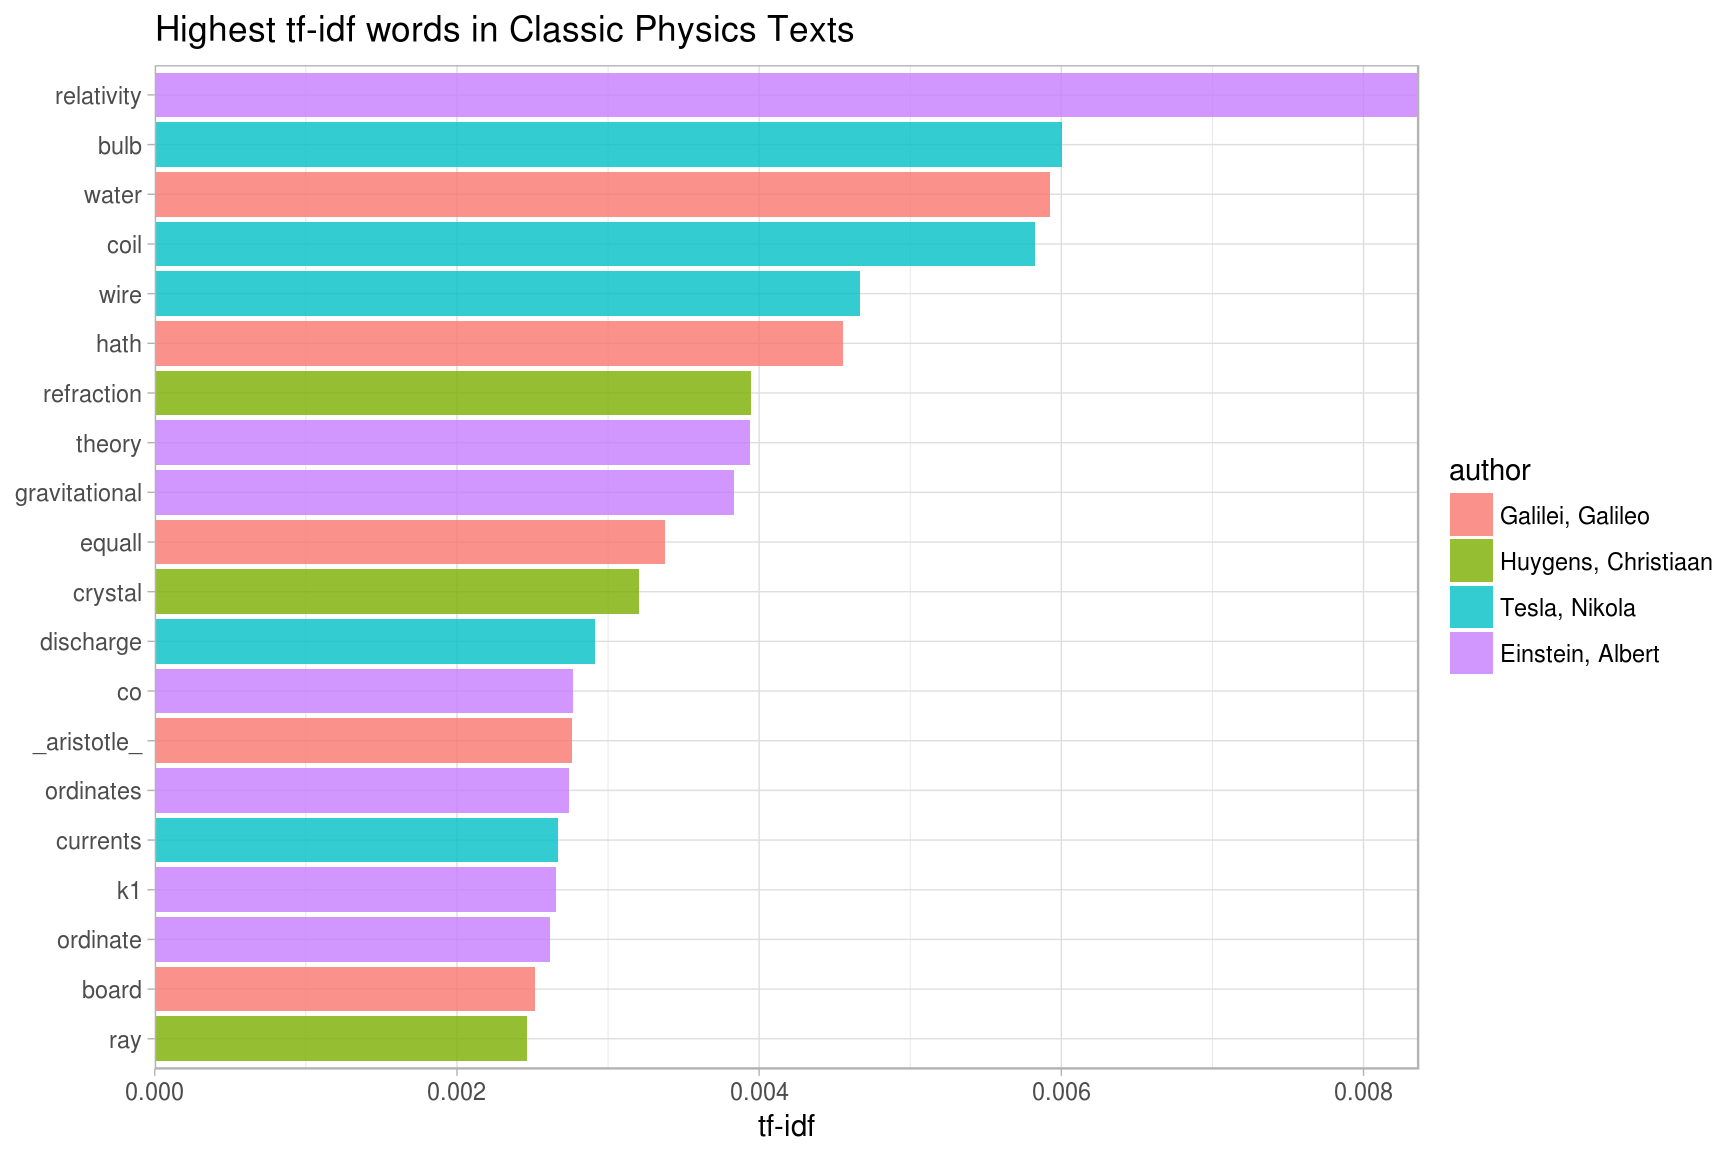 Highest tf-idf words in Classic Physics Texts
relativity
bulb
water
coil
wire
hath
refraction
theory
gravitational
equall
crystal
discharge
co
_aristotle_
ordinates
currents
k1
ordinate
board
ray
0.000 0.002 0.004 0.006 0.008
tf-idf
author
Galilei, Galileo
Huygens, Christiaan
Tesla, Nikola
Einstein, Albert